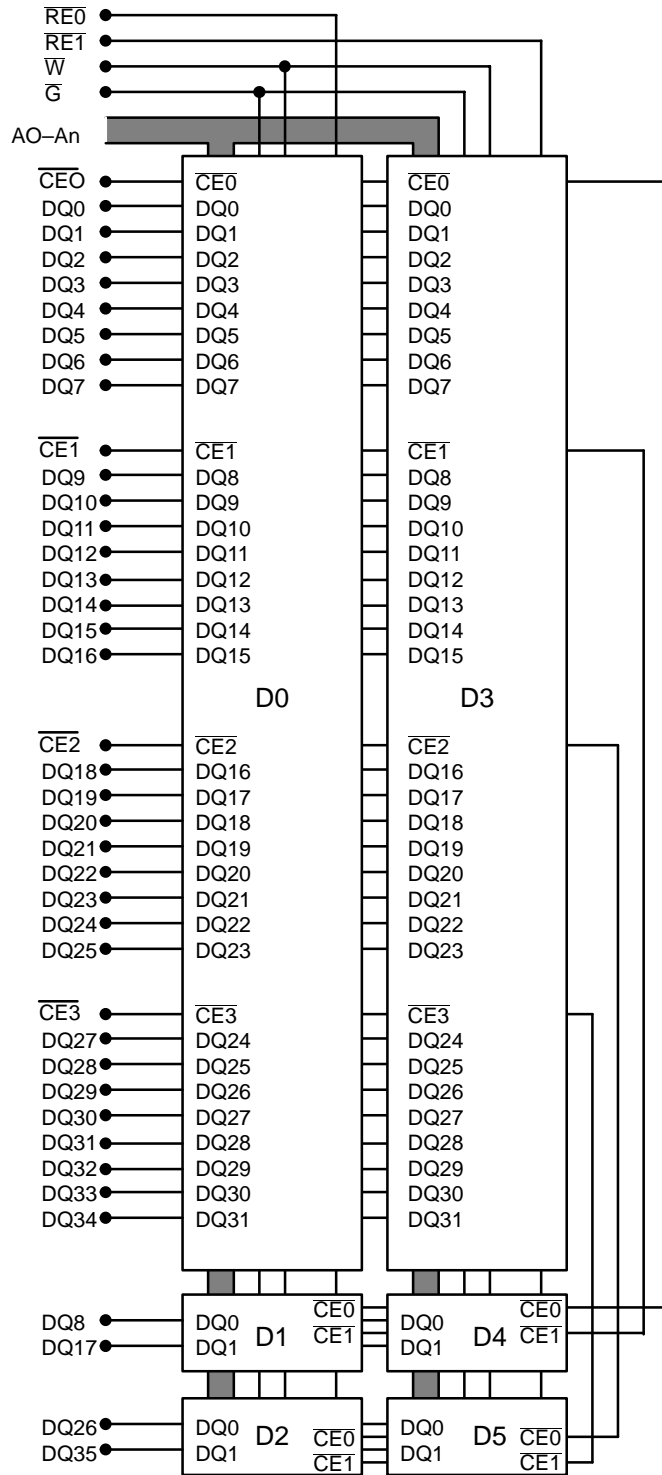 RE0
RE1
W
G
AO–An
CEO CE0 CE0
DQ0 DQ0 DQ0
DQ1 DQ1 DQ1
DQ2 DQ2 DQ2
DQ3 DQ3 DQ3
DQ4 DQ4 DQ4
DQ5 DQ5 DQ5
DQ6 DQ6 DQ6
DQ7 DQ7 DQ7
CE1 CE1 CE1
DQ9 DQ8 DQ8
DQ10 DQ9 DQ9
DQ11 DQ10 DQ10
DQ12 DQ11 DQ11
DQ13 DQ12 DQ12
DQ14 DQ13 DQ13
DQ15 DQ14 DQ14
DQ16 DQ15 DQ15
D0 D3
CE2 CE2 CE2
DQ18 DQ16 DQ16
DQ19 DQ17 DQ17
DQ20 DQ18 DQ18
DQ21 DQ19 DQ19
DQ22 DQ20 DQ20
DQ23 DQ21 DQ21
DQ24 DQ22 DQ22
DQ25 DQ23 DQ23
CE3 CE3 CE3
DQ27 DQ24 DQ24
DQ28 DQ25 DQ25
DQ29 DQ26 DQ26
DQ30 DQ27 DQ27
DQ31 DQ28 DQ28
DQ32 DQ29 DQ29
DQ33 DQ30 DQ30
DQ34 DQ31 DQ31
CE0 CE0
DQ8 DQ0 DQ0
D1 CE1 D4 CE1
DQ17 DQ1 DQ1
DQ26 DQ0 DQ0
D2 CE0 D5 CE0
DQ35 DQ1 DQ1
CE1 CE1